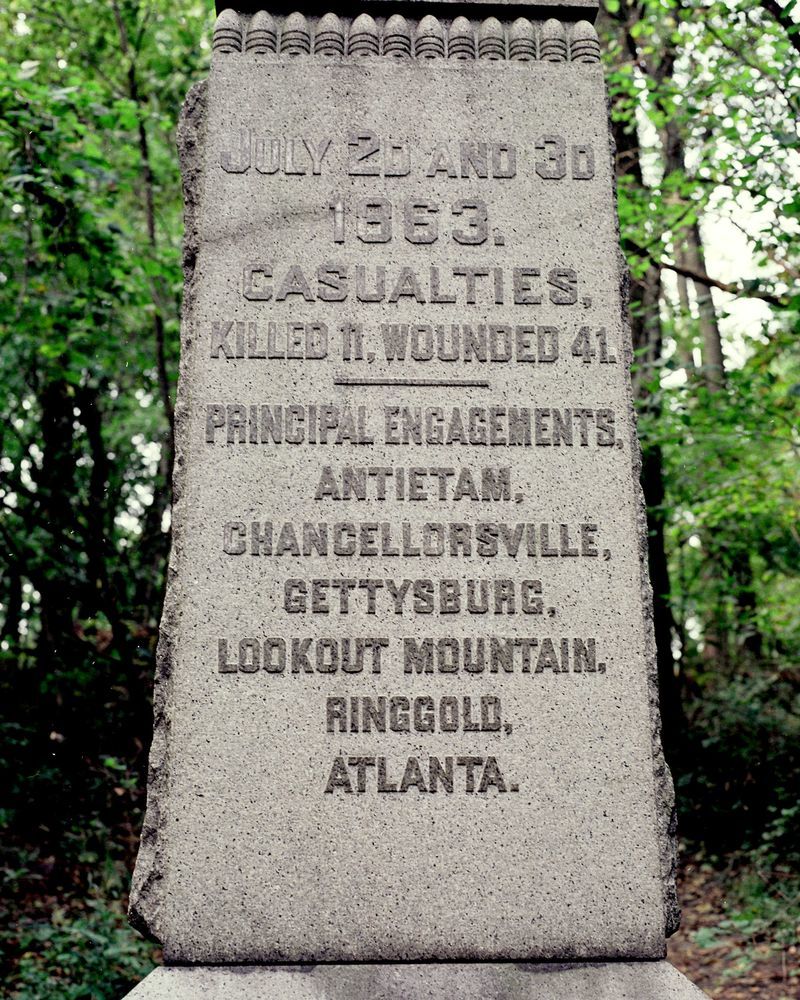 July 2D AND 3D
1863.
CASUALTIES,
KILLED 11, WOUNDED 41.
PRINCIPAL ENGAGEMENTS,
ANTIETAM,
CHANCELLORSVILLE,
GETTYSBURG,
LOOKOUT MOUNTAIN,
RINGGOLD,
ATLANTA.